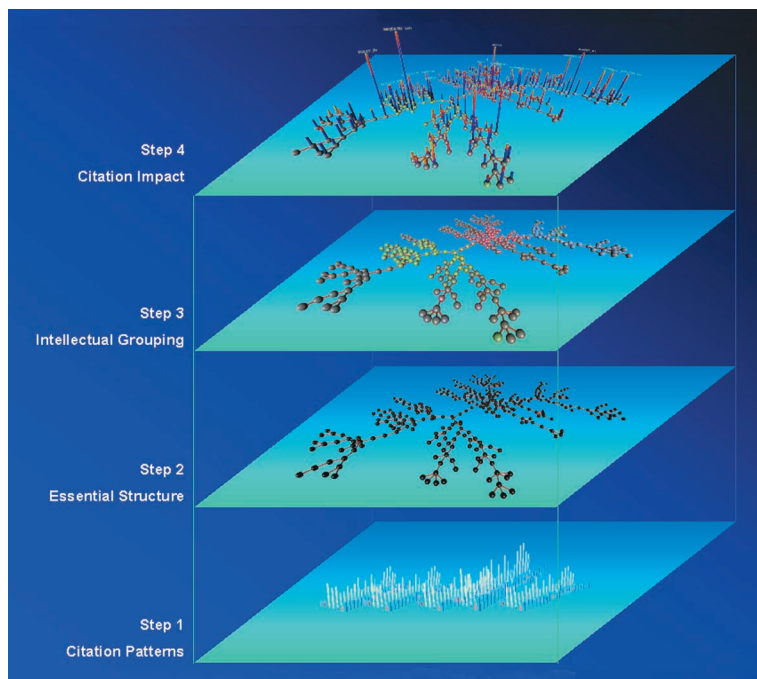 Step 4
Citation Impact
Step 3
Intellectual Grouping
Step 2
Essential Structure
Step 1
Citation Patterns